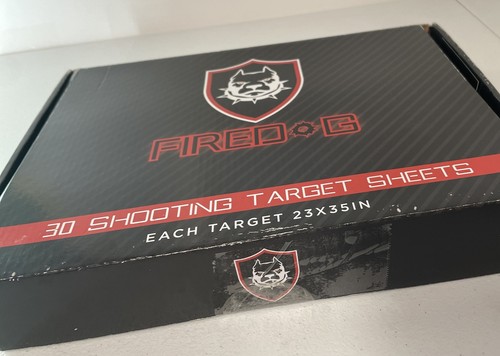 FIREDOG
30 SHOOTING TARGET SHEETS
EACH TARGET 23X35IN